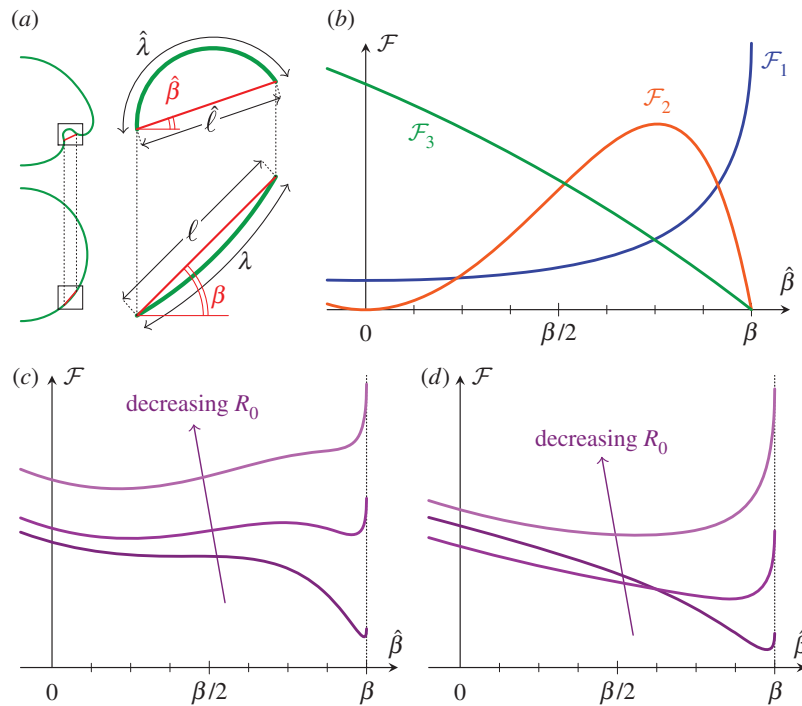 (a)
λ̂
β̂
ℓ̂
ℓ
λ
β
(b)
ℱ
ℱ₁
ℱ₂
ℱ₃
β̂
0
β/2
β
(c)
ℱ
decreasing R₀
β̂
0
β/2
β
(d)
ℱ
decreasing R₀
β̂
0
β/2
β